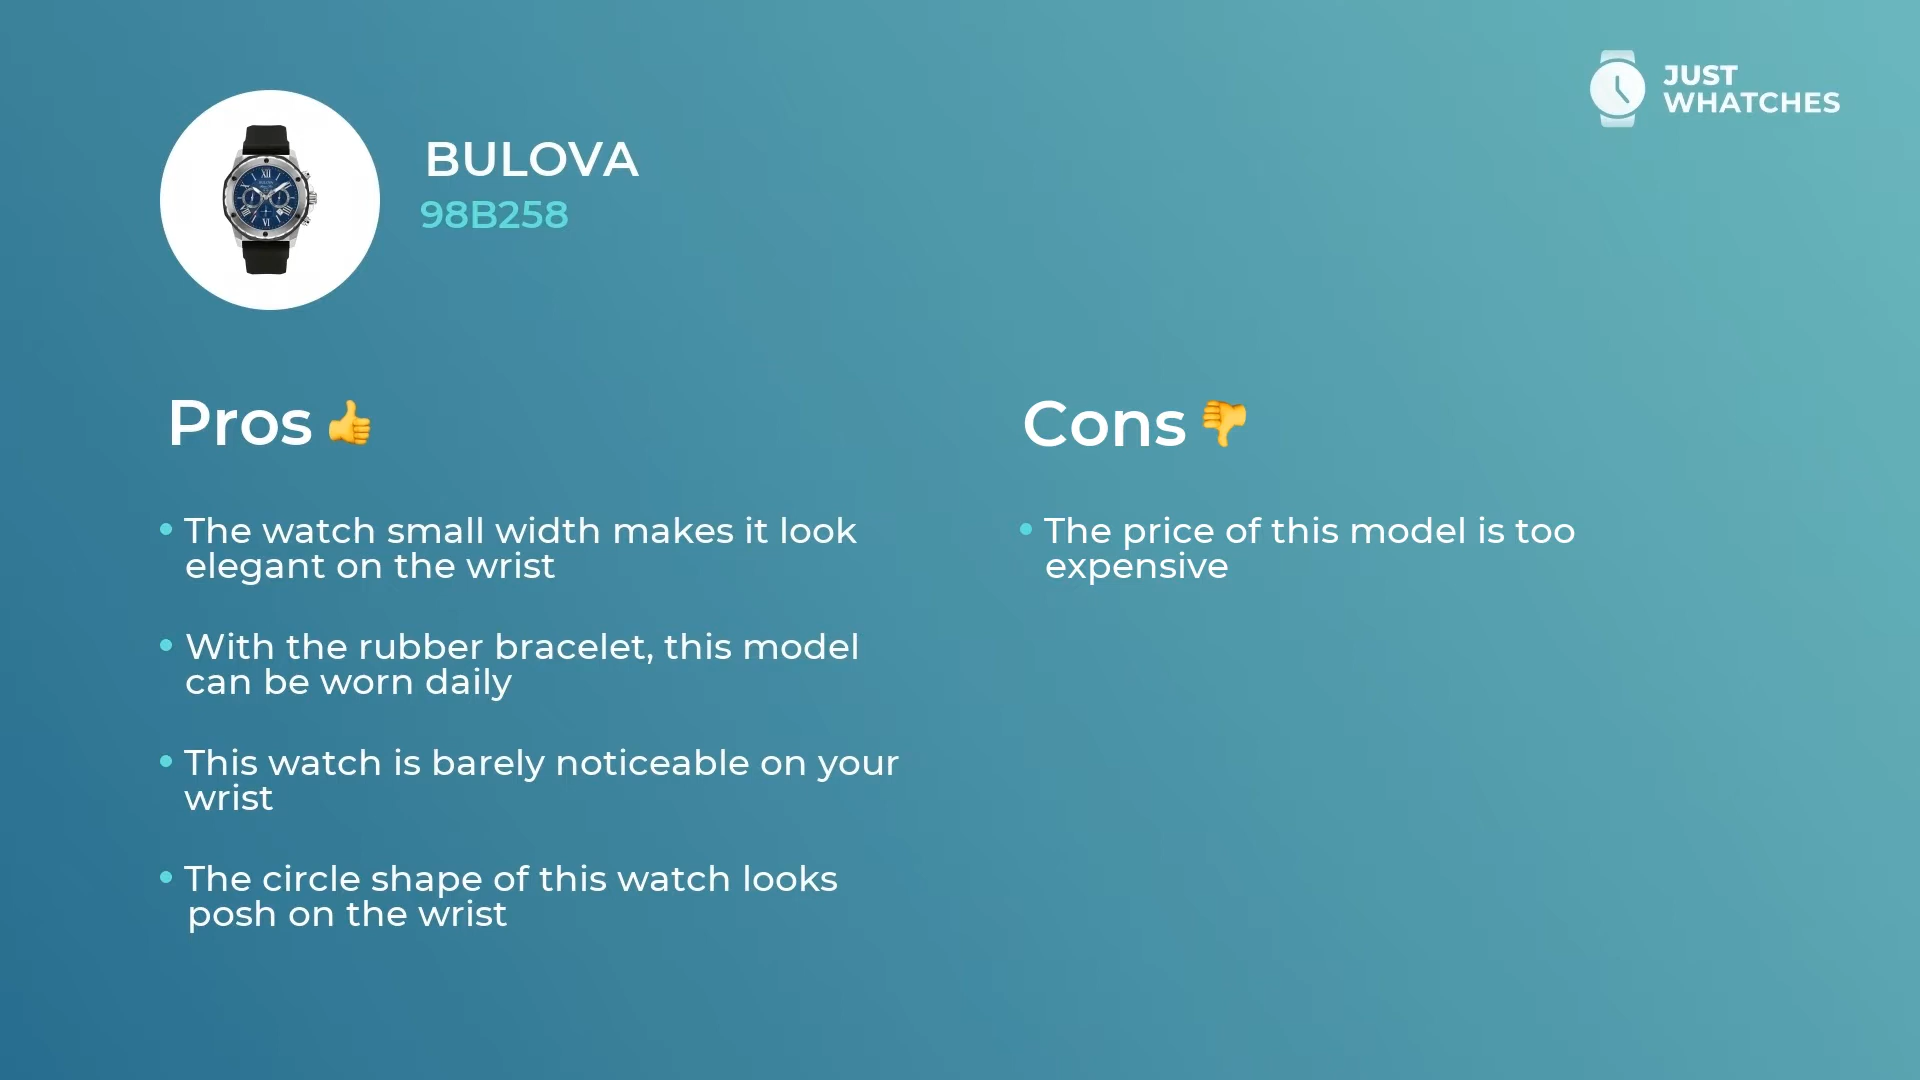 JUST
WHATCHES
BULOVA
98B258
Pros
• The watch small width makes it look
elegant on the wrist
• With the rubber bracelet, this model
can be worn daily
• This watch is barely noticeable on your
wrist
• The circle shape of this watch looks
posh on the wrist
Cons
• The price of this model is too
expensive